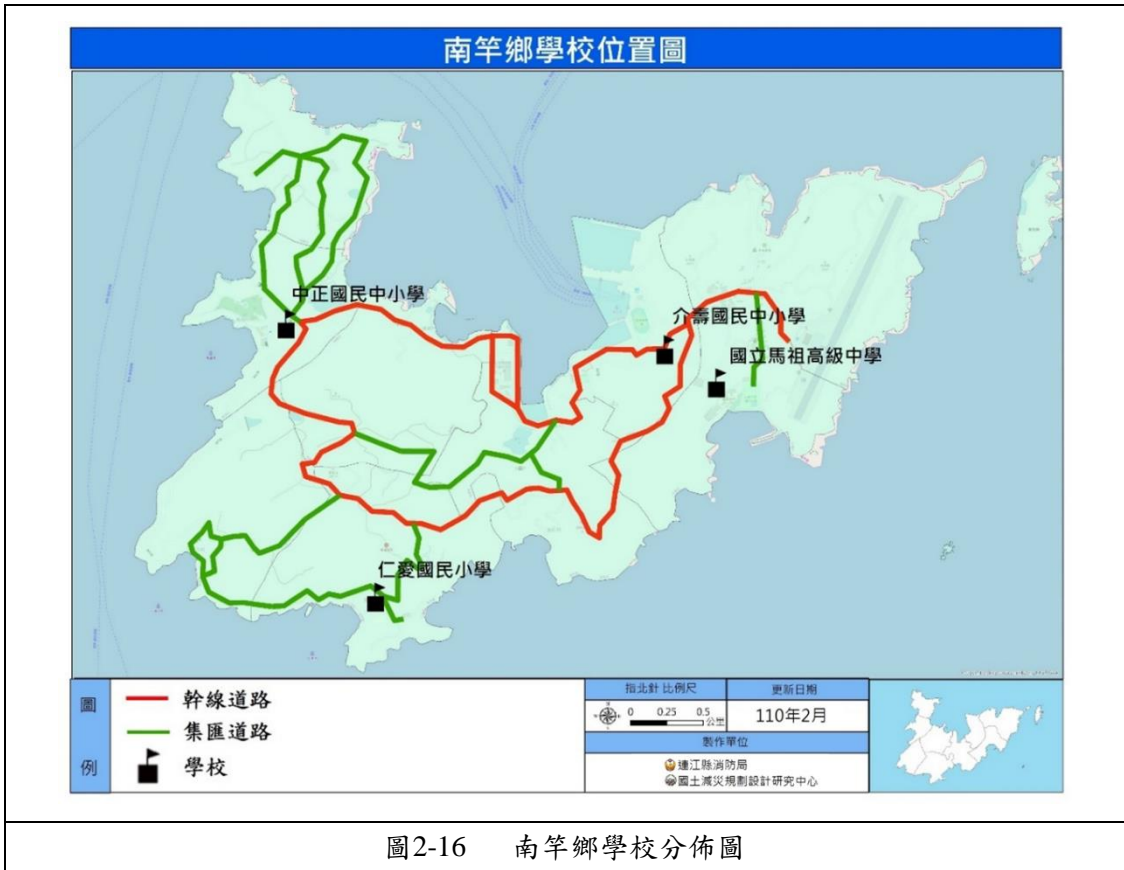 南竿鄉學校位置圖
中正國民中小學
介壽國民中小學
國立馬祖高級中學
仁愛國民小學
圖例
幹線道路
集匯道路
學校
指北針 比例尺
0 0.25 0.5
公里
更新日期
110年2月
製作單位
連江縣消防局
國土減災規劃設計研究中心
圖2-16 南竿鄉學校分佈圖